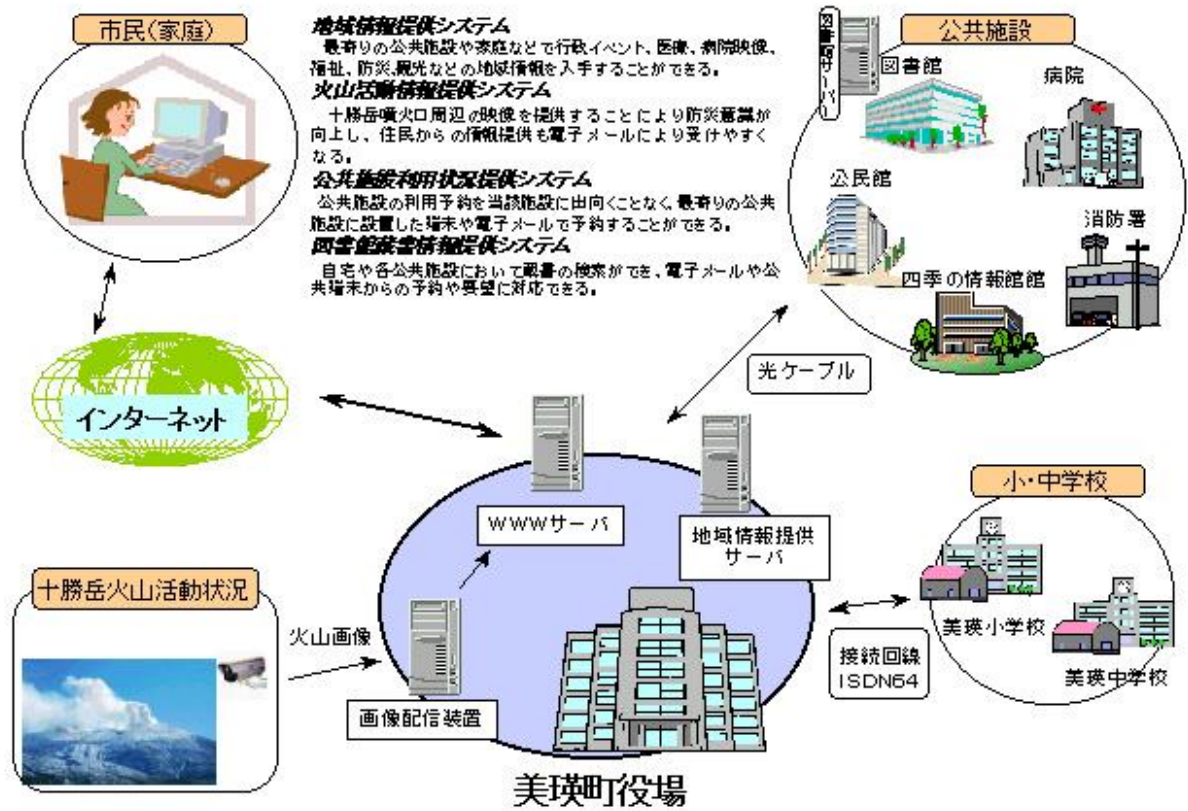 市民(家庭)
地域情報提供システム
最寄りの公共施設や家庭などで行政イベント、医療、病院映像、
福祉、防災、観光などの地域情報を入手することができる。
火山活動情報提供システム
十勝岳噴火口周辺の映像を提供することにより防災意識が
向上し、住民からの情報提供も電子メールにより受けやすく
なる。
公共施設利用状況提供システム
公共施設の利用予約を当該施設に出向くことなく、最寄りの公共
施設に設置した端末や電子メールで予約することができる。
図書館蔵書情報提供システム
自宅や各公共施設において蔵書の検索ができ、電子メールや公
共端末からの予約や要望に対応できる。
図書館サーバ
公共施設
図書館
病院
公民館
消防署
四季の情報館館
光ケーブル
インターネット
WWWサーバ
地域情報提供
サーバ
小・中学校
美瑛小学校
美瑛中学校
接続回線
ISDN64
十勝岳火山活動状況
火山画像
画像配信装置
美瑛町役場